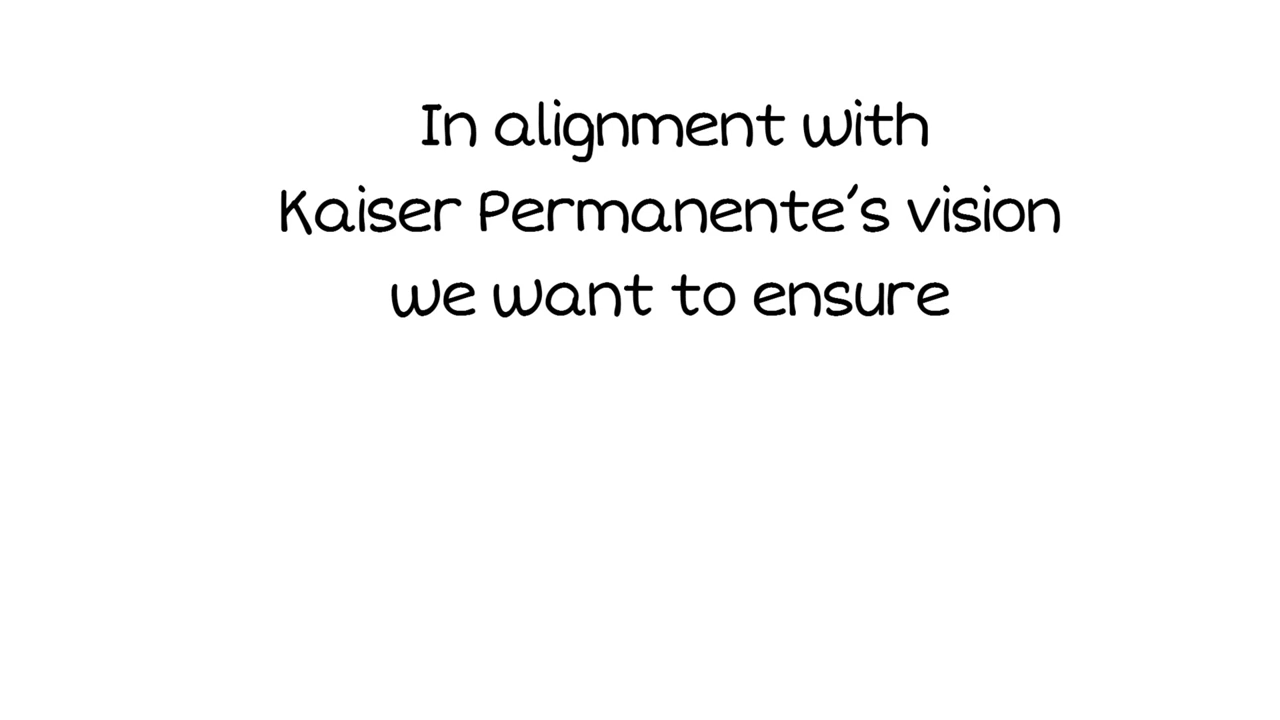 In alignment with
Kaiser Permanente's vision
we want to ensure